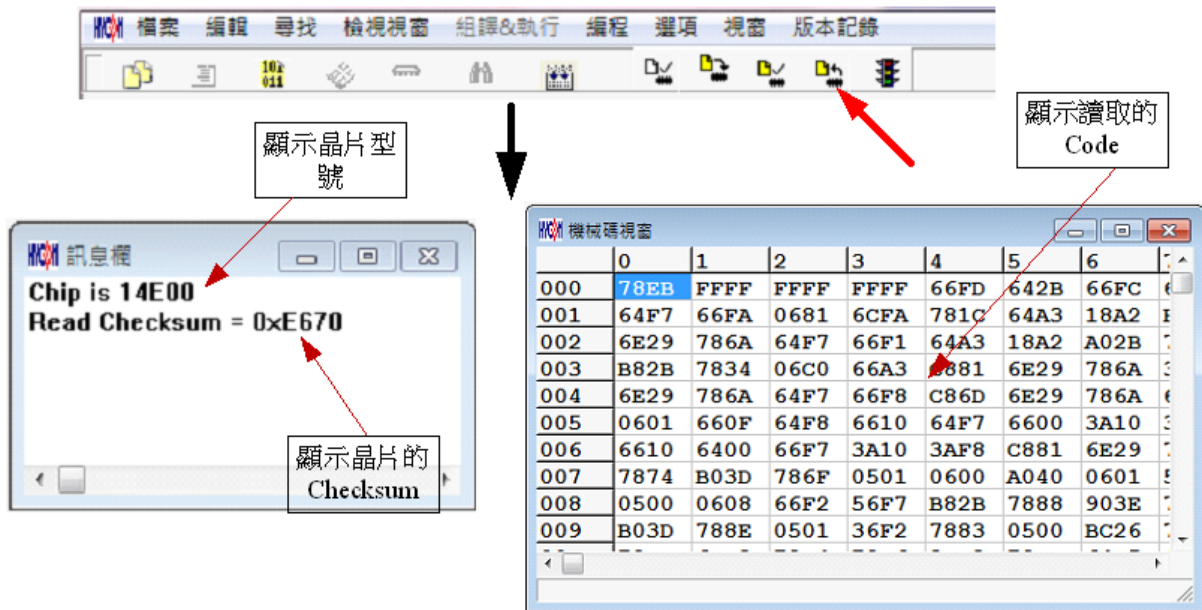 HYCON 檔案 編輯 尋找 檢視視窗 組譯&執行 編程 選項 視窗 版本記錄
顯示晶片型
號
顯示讀取的
Code
HYCON 訊息欄
Chip is 14E00
Read Checksum = 0xE670
顯示晶片的
Checksum
HYCON 機械碼視窗
0 1 2 3 4 5 6
000 78EB FFFF FFFF FFFF 66FD 642B 66FC
001 64F7 66FA 0681 6CFA 781C 64A3 18A2
002 6E29 786A 64F7 66F1 64A3 18A2 A02B
003 B82B 7834 06C0 66A3 C881 6E29 786A
004 6E29 786A 64F7 66F8 C86D 6E29 786A
005 0601 660F 64F8 6610 64F7 6600 3A10
006 6610 6400 66F7 3A10 3AF8 C881 6E29
007 7874 B03D 786F 0501 0600 A040 0601
008 0500 0608 66F2 56F7 B82B 7888 903E
009 B03D 788E 0501 36F2 7883 0500 BC26